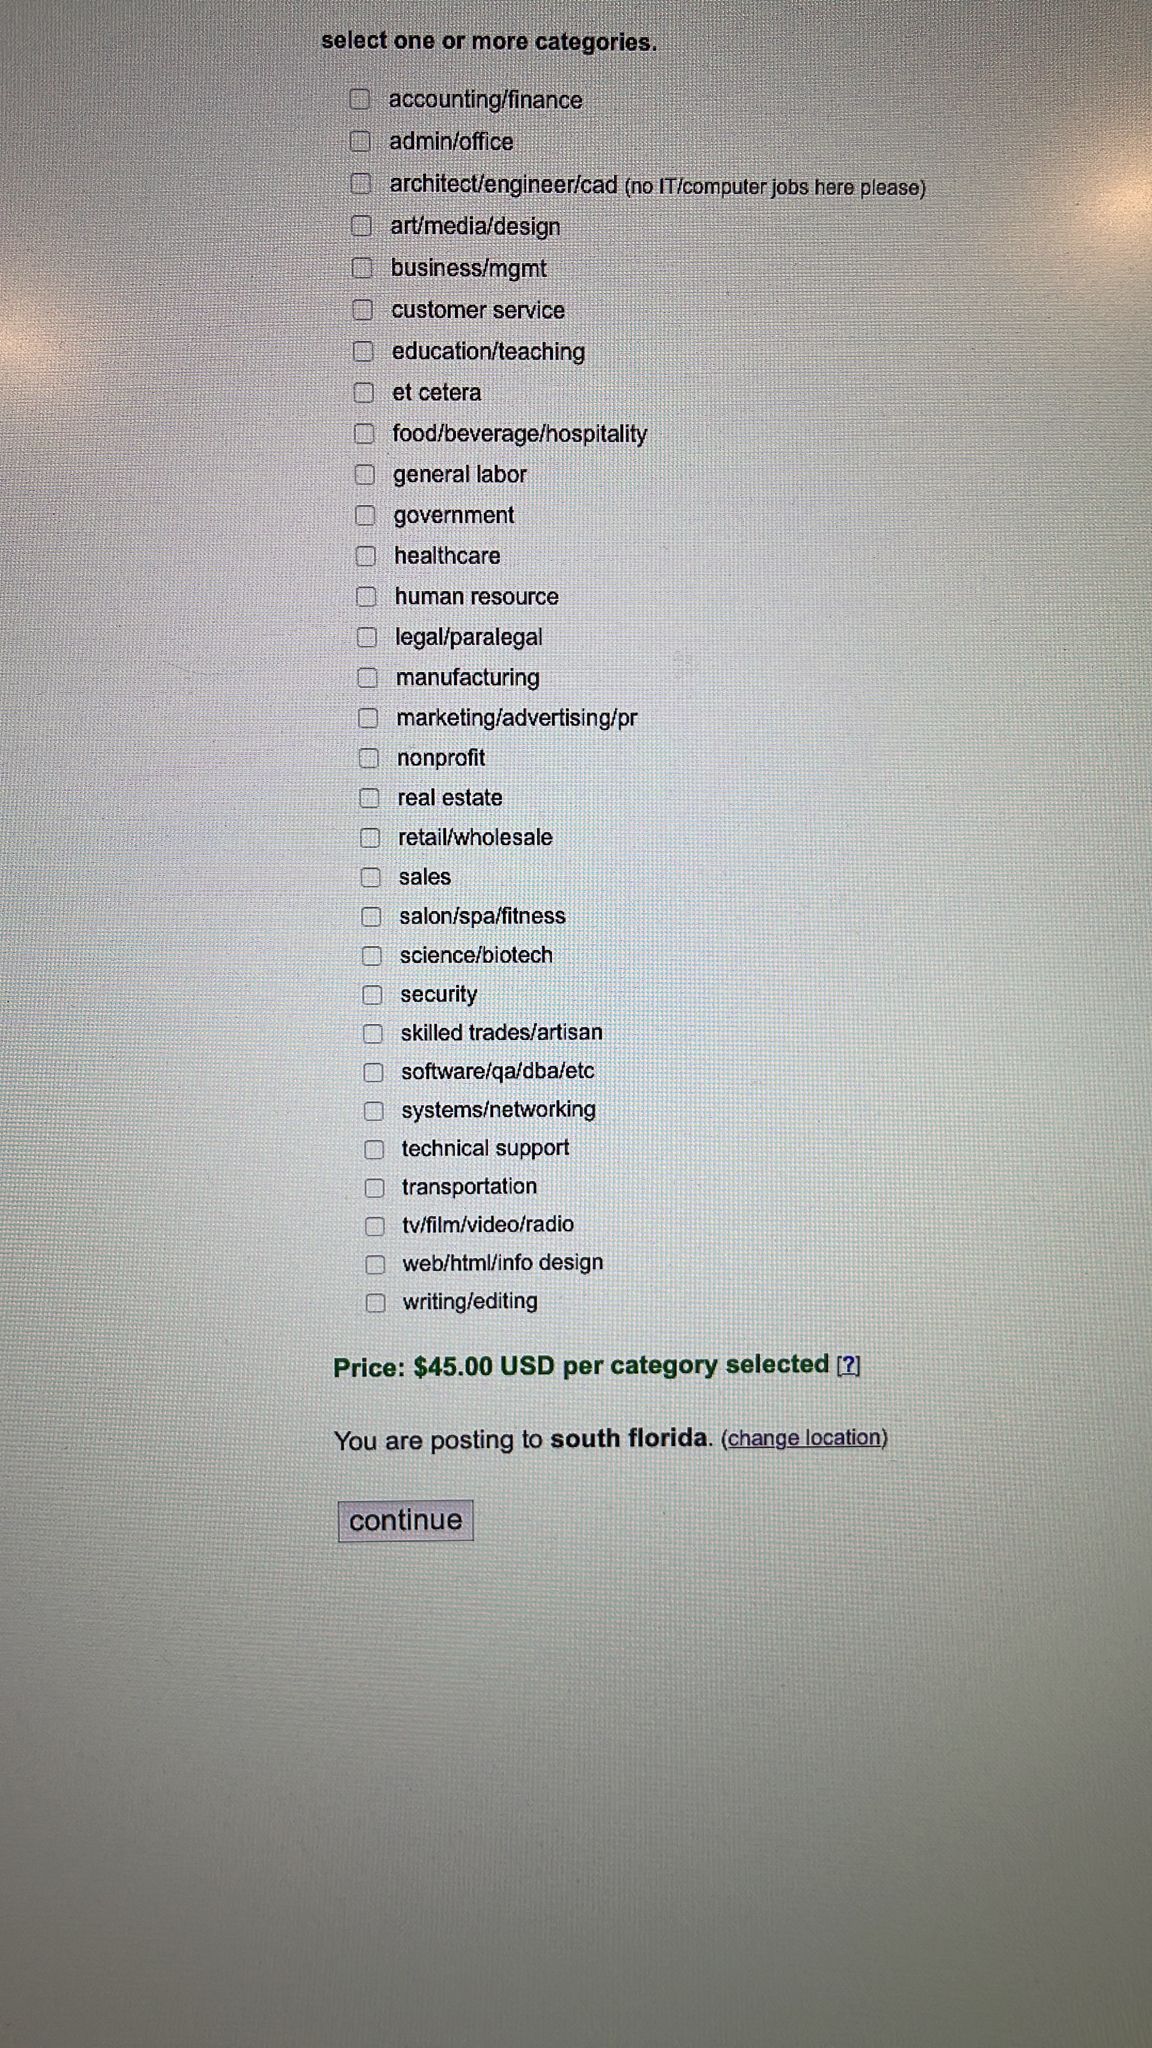 select one or more categories.
accounting/finance
admin/office
architect/engineer/cad (no IT/computer jobs here please)
art/media/design
business/mgmt
customer service
education/teaching
et cetera
food/beverage/hospitality
general labor
government
healthcare
human resource
legal/paralegal
manufacturing
marketing/advertising/pr
nonprofit
real estate
retail/wholesale
sales
salon/spa/fitness
science/biotech
security
skilled trades/artisan
software/qa/dba/etc
systems/networking
technical support
transportation
tv/film/video/radio
web/html/info design
writing/editing
Price: $45.00 USD per category selected [?]
You are posting to south florida. (change location)
continue